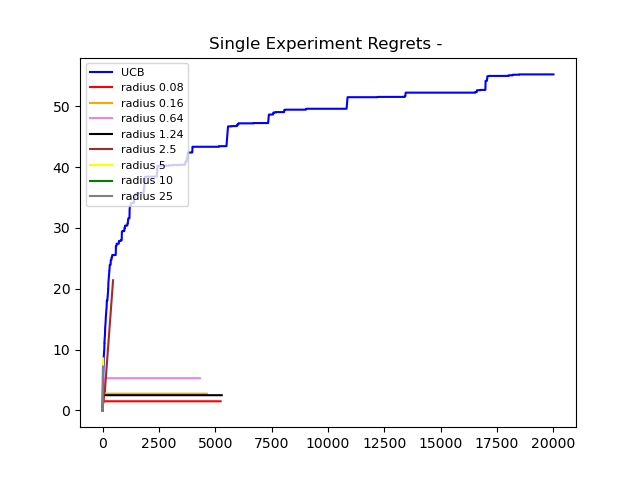 Single Experiment Regrets -
UCB
radius 0.08
radius 0.16
radius 0.64
radius 1.24
radius 2.5
radius 5
radius 10
radius 25
50
40
30
20
10
0
0 2500 5000 7500 10000 12500 15000 17500 20000